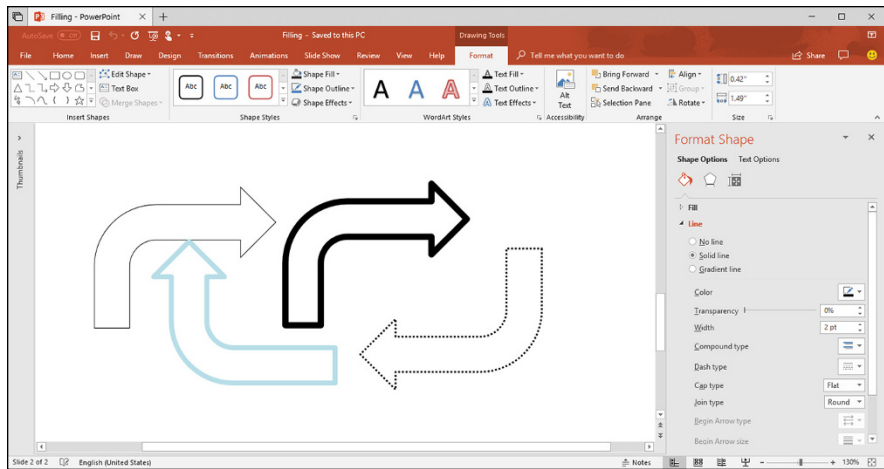 Filling - PowerPoint
AutoSave Off
Filling - Saved to this PC
Drawing Tools
File Home Insert Draw Design Transitions Animations Slide Show Review View Help Format Tell me what you want to do Share
Edit Shape
Text Box
Merge Shapes
Insert Shapes
Abc Abc Abc
Shape Fill
Shape Outline
Shape Effects
Shape Styles
A A A
Text Fill
Text Outline
Text Effects
WordArt Styles
Alt
Text
Accessibility
Bring Forward
Send Backward
Selection Pane
Align
Group
Rotate
Arrange
0.42"
1.49"
Size
Thumbnails
Format Shape
Shape Options Text Options
Fill
Line
No line
Solid line
Gradient line
Color
Transparency 0%
Width 2 pt
Compound type
Dash type
Cap type Flat
Join type Round
Begin Arrow type
Begin Arrow size
Slide 2 of 2 English (United States) Notes 130%